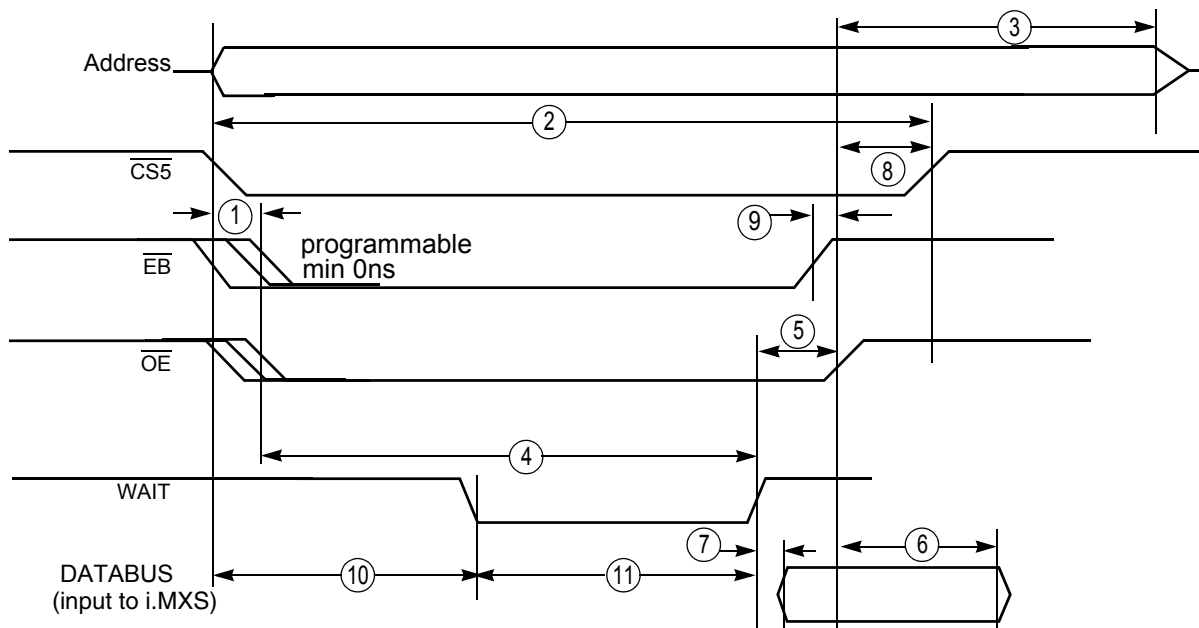 3
Address
2
CS5
8
1
9
programmable
min 0ns
EB
5
OE
4
WAIT
7
6
10
11
DATABUS
(input to i.MXS)